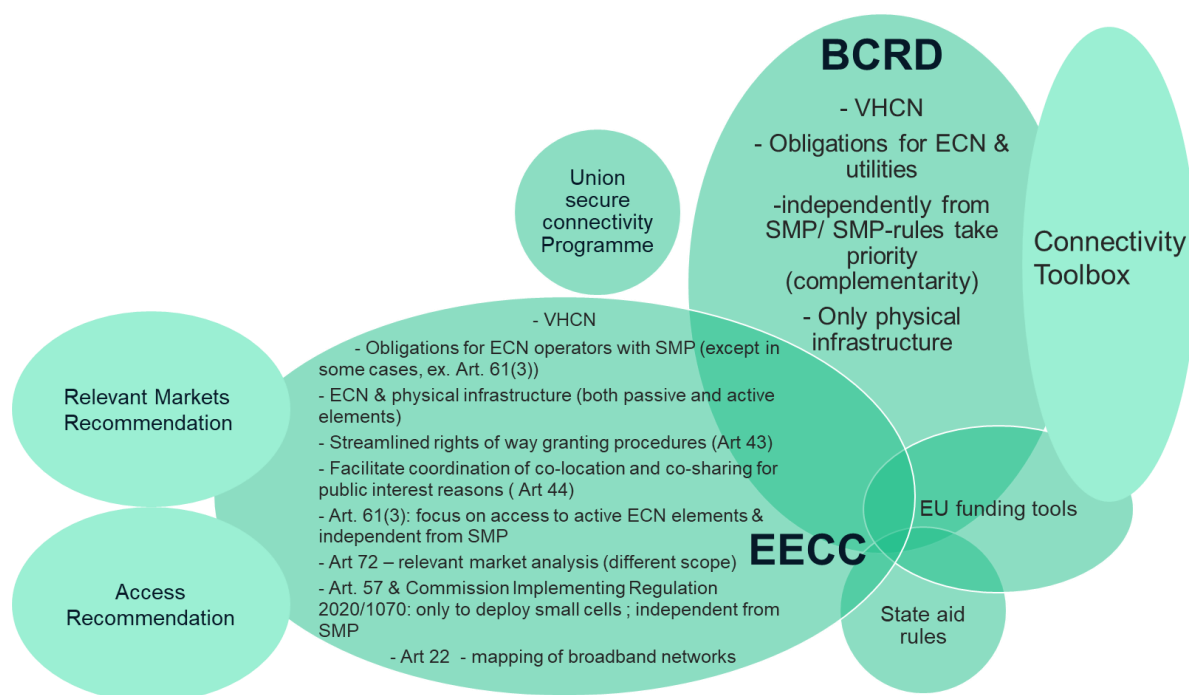 BCRD
- VHCN
- Obligations for ECN &
utilities
-independently from
SMP/ SMP-rules take
priority
(complementarity)
- Only physical
infrastructure
Connectivity
Toolbox
Union
secure
connectivity
Programme
- VHCN
- Obligations for ECN operators with SMP (except in
some cases, ex. Art. 61(3))
- ECN & physical infrastructure (both passive and active
elements)
- Streamlined rights of way granting procedures (Art 43)
- Facilitate coordination of co-location and co-sharing for
public interest reasons ( Art 44)
- Art. 61(3): focus on access to active ECN elements &
independent from SMP
- Art 72 – relevant market analysis (different scope)
- Art. 57 & Commission Implementing Regulation
2020/1070: only to deploy small cells ; independent from
SMP
- Art 22  - mapping of broadband networks
EECC
Relevant Markets
Recommendation
Access
Recommendation
EU funding tools
State aid
rules